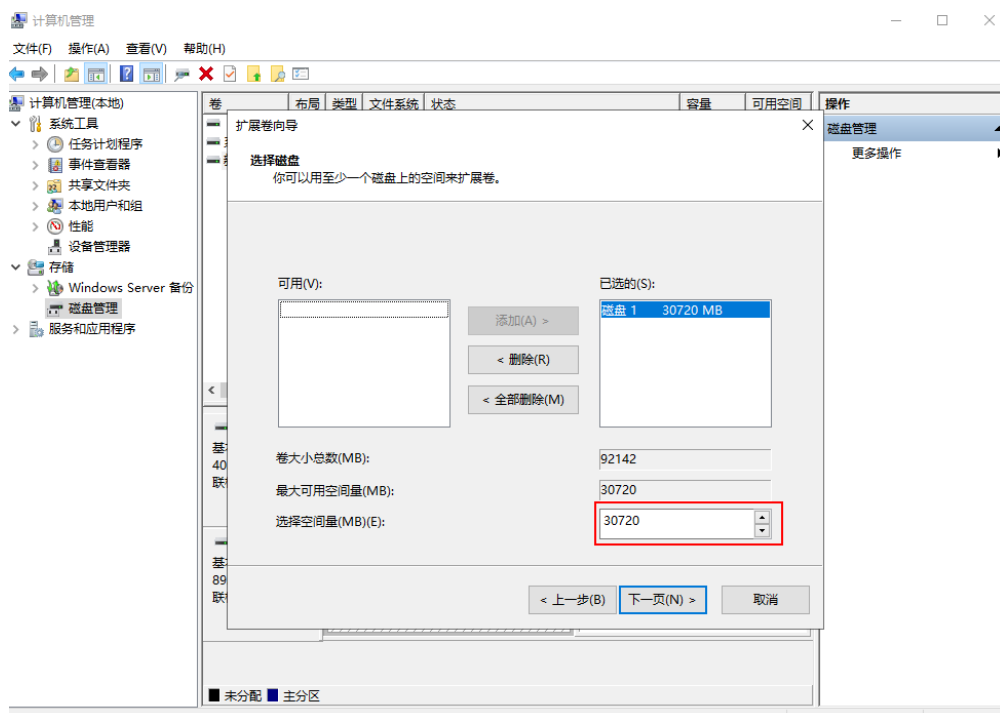 计算机管理
文件(F) 操作(A) 查看(V) 帮助(H)
计算机管理(本地)
系统工具
任务计划程序
事件查看器
共享文件夹
本地用户和组
性能
设备管理器
存储
Windows Server 备份
磁盘管理
服务和应用程序
卷 布局 类型 文件系统 状态 容量 可用空间
操作
磁盘管理
更多操作
扩展卷向导
选择磁盘
你可以用至少一个磁盘上的空间来扩展卷。
可用(V):
已选的(S):
磁盘 1 30720 MB
添加(A) >
< 删除(R)
< 全部删除(M)
卷大小总数(MB): 92142
最大可用空间量(MB): 30720
选择空间量(MB)(E): 30720
< 上一步(B) 下一页(N) > 取消
基
40
联
基
89
联
未分配 主分区